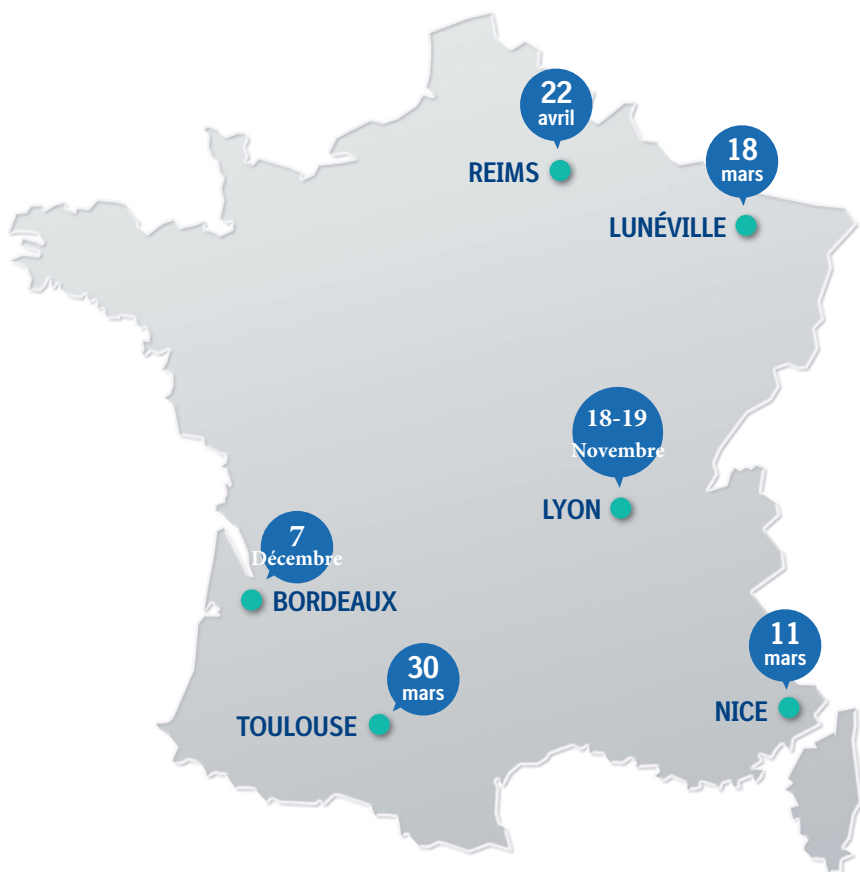 22
avril
REIMS
18
mars
LUNÉVILLE
18-19
Novembre
LYON
7
Décembre
BORDEAUX
11
mars
NICE
30
mars
TOULOUSE